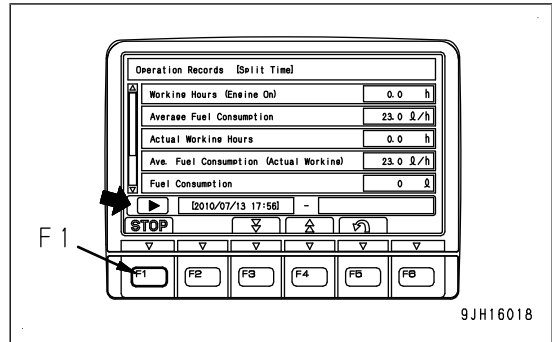 Operation Records [Split Time]
Working Hours (Engine On) 0.0 h
Average Fuel Consumption 23.0 ℓ/h
Actual Working Hours 0.0 h
Ave. Fuel Consumption (Actual Working) 23.0 ℓ/h
Fuel Consumption 0 ℓ
[2010/07/13 17:56] -
STOP
F1
F1 F2 F3 F4 F5 F6
9JH16018